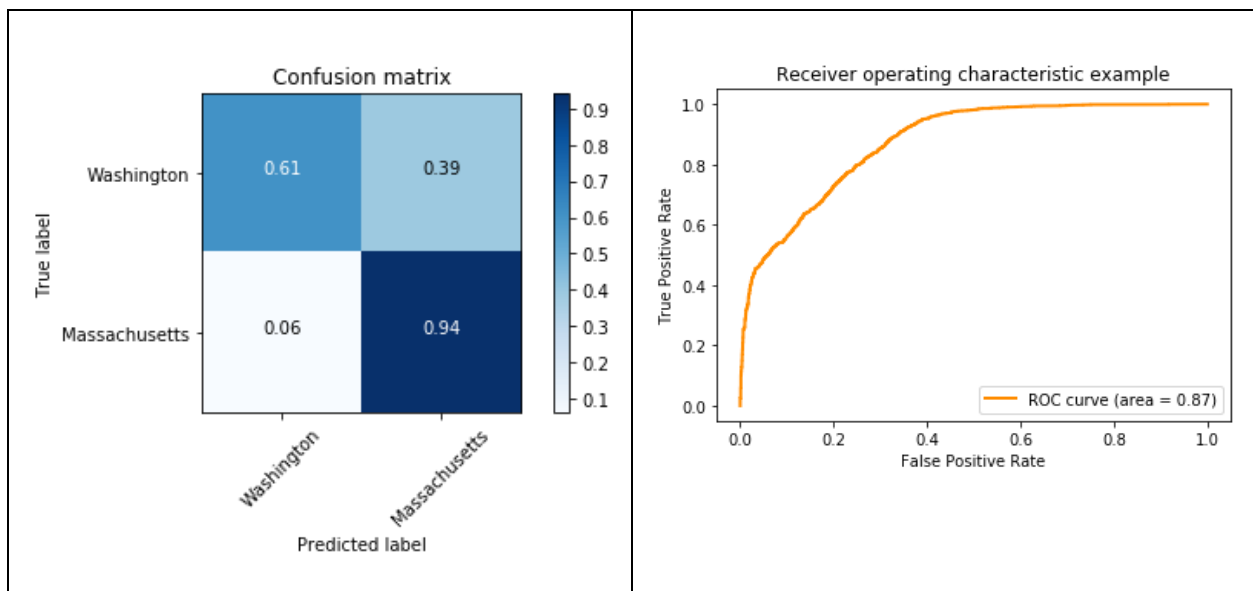 Confusion matrix
True label
Washington
Massachusetts
0.61
0.39
0.06
0.94
Washington
Massachusetts
Predicted label
0.9
0.8
0.7
0.6
0.5
0.4
0.3
0.2
0.1
Receiver operating characteristic example
True Positive Rate
1.0
0.8
0.6
0.4
0.2
0.0
ROC curve (area = 0.87)
0.0
0.2
0.4
0.6
0.8
1.0
False Positive Rate